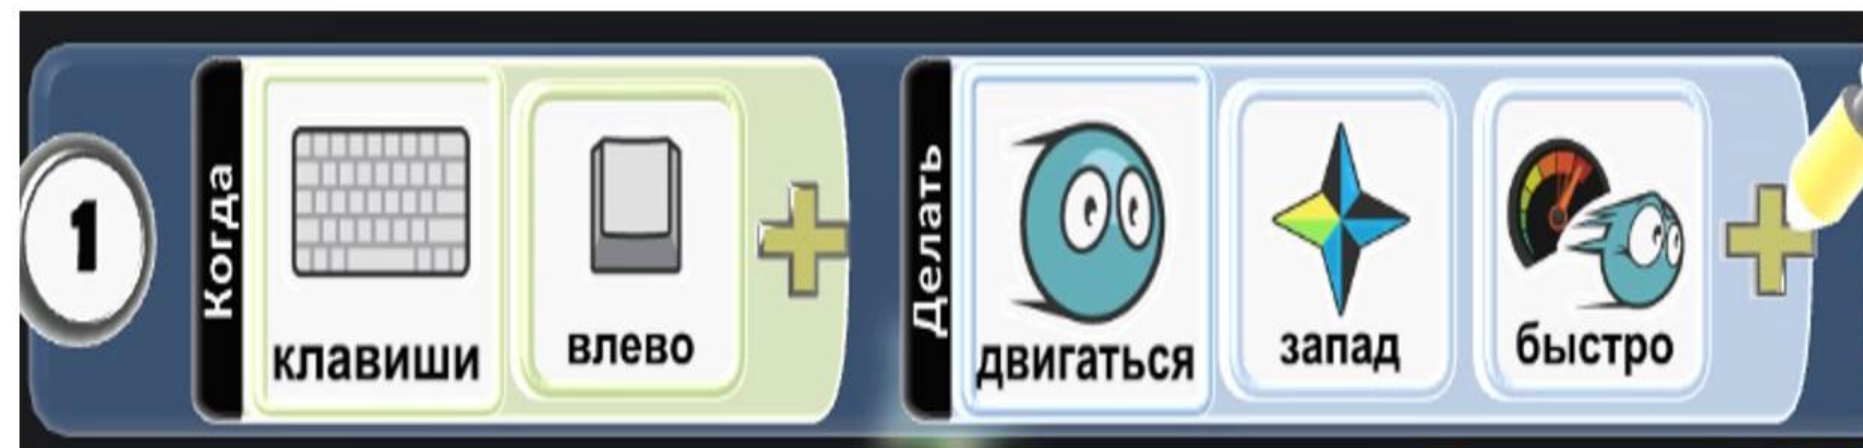 1
Когда
клавиши
влево
Делать
двигаться
запад
быстро